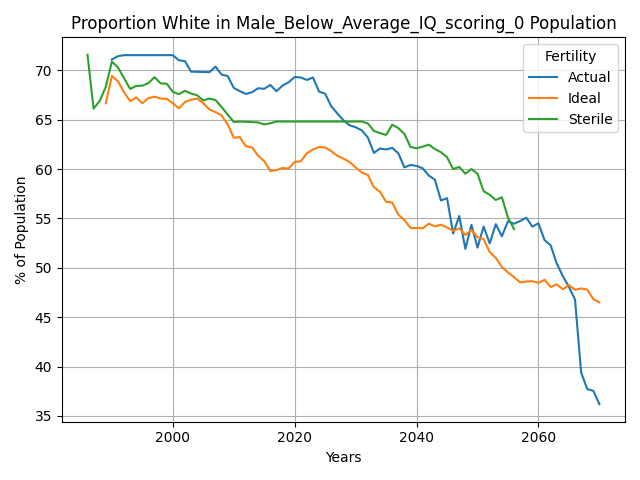 Proportion White in Male_Below_Average_IQ_scoring_0 Population
Fertility
Actual
Ideal
Sterile
% of Population
70
65
60
55
50
45
40
35
2000
2020
2040
2060
Years